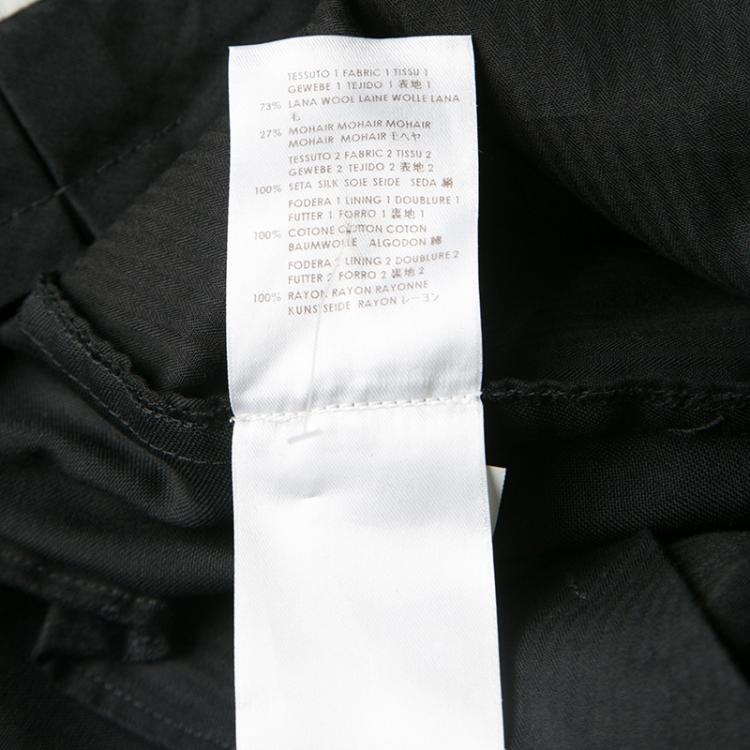 TESSUTO 1 FABRIC 1 TISSU 1
GEWEBE 1 TEJIDO 1 表地 1
73% LANA WOOL LAINE WOLLE LANA
毛
27% MOHAIR MOHAIR MOHAIR
MOHAIR MOHAIR モヘヤ
TESSUTO 2 FABRIC 2 TISSU 2
GEWEBE 2 TEJIDO 2 表地 2
100% SETA SILK SOIE SEIDE SEDA 絹
FODERA 1 LINING 1 DOUBLURE 1
FUTTER 1 FORRO 1 裏地 1
100% COTONE COTTON COTON
BAUMWOLLE ALGODON 綿
FODERA 2 LINING 2 DOUBLURE 2
FUTTER 2 FORRO 2 裏地 2
100% RAYON RAYON RAYONNE
KUNSTSEIDE RAYON レーヨン